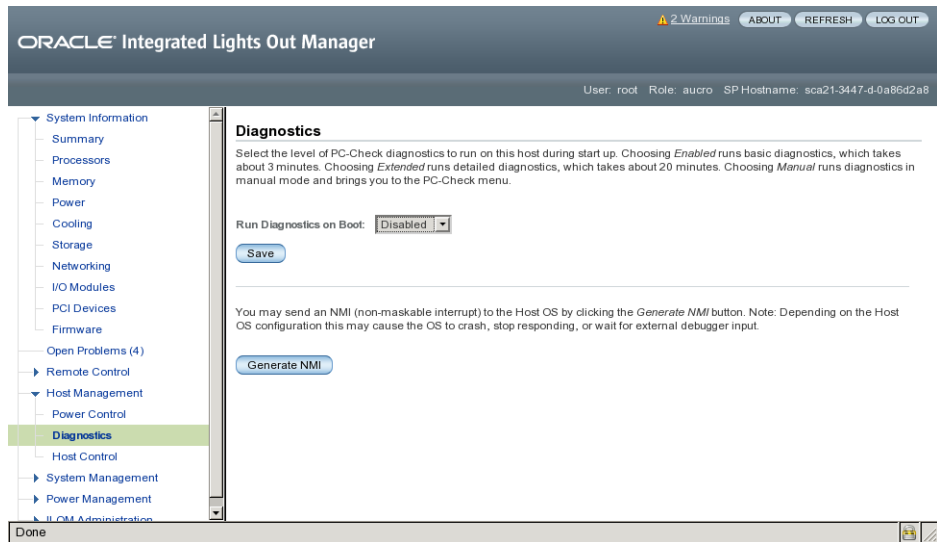 2 Warnings ABOUT REFRESH LOG OUT
ORACLE Integrated Lights Out Manager
User: root Role: aucro SP Hostname: sca21-3447-d-0a86d2a8
System Information
Summary
Processors
Memory
Power
Cooling
Storage
Networking
I/O Modules
PCI Devices
Firmware
Open Problems (4)
Remote Control
Host Management
Power Control
Diagnostics
Host Control
System Management
Power Management
ILOM Administration
Diagnostics
Select the level of PC-Check diagnostics to run on this host during start up. Choosing Enabled runs basic diagnostics, which takes
about 3 minutes. Choosing Extended runs detailed diagnostics, which takes about 20 minutes. Choosing Manual runs diagnostics in
manual mode and brings you to the PC-Check menu.
Run Diagnostics on Boot: Disabled
Save
You may send an NMI (non-maskable interrupt) to the Host OS by clicking the Generate NMI button. Note: Depending on the Host
OS configuration this may cause the OS to crash, stop responding, or wait for external debugger input.
Generate NMI
Done